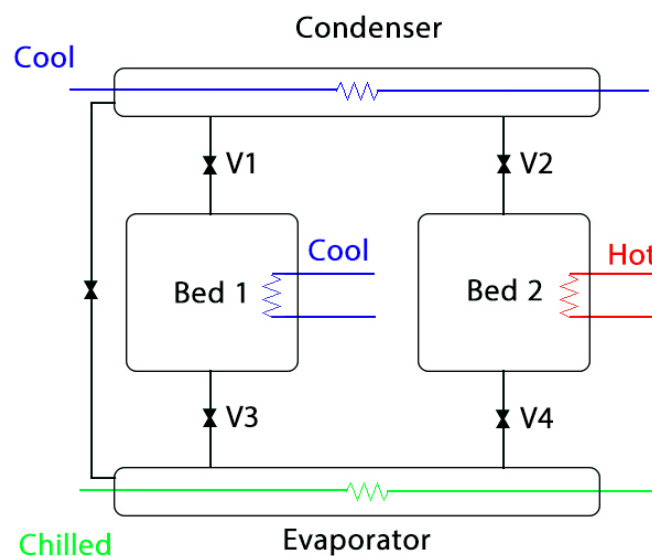 Condenser
Cool
V1
V2
Cool
Hot
Bed 1
Bed 2
V3
V4
Chilled
Evaporator